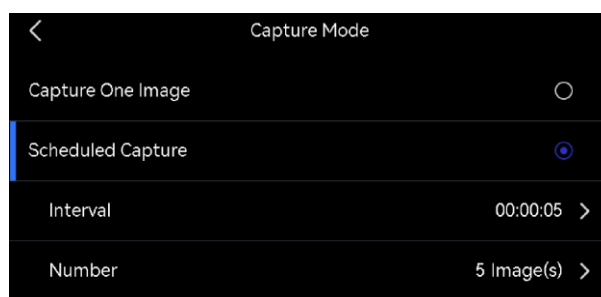 Capture Mode
Capture One Image
Scheduled Capture
Interval 00:00:05
Number 5 Image(s)